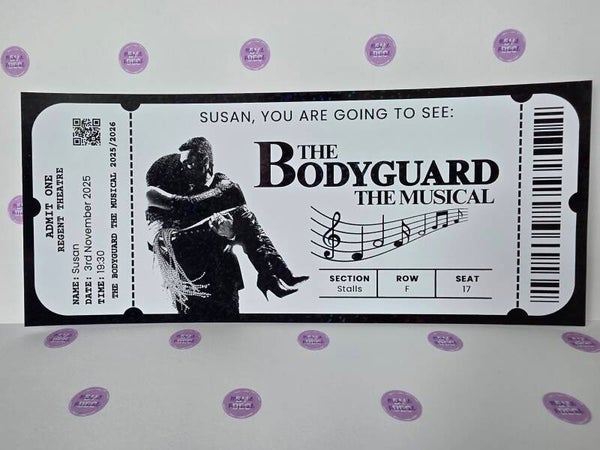 SUSAN, YOU ARE GOING TO SEE:
THE
BODYGUARD
THE MUSICAL
SECTION ROW SEAT
Stalls F 17
ADMIT ONE
REGENT THEATRE
NAME: Susan
DATE: 3rd November 2025
TIME: 19:30
THE BODYGUARD THE MUSICAL 2025/2026